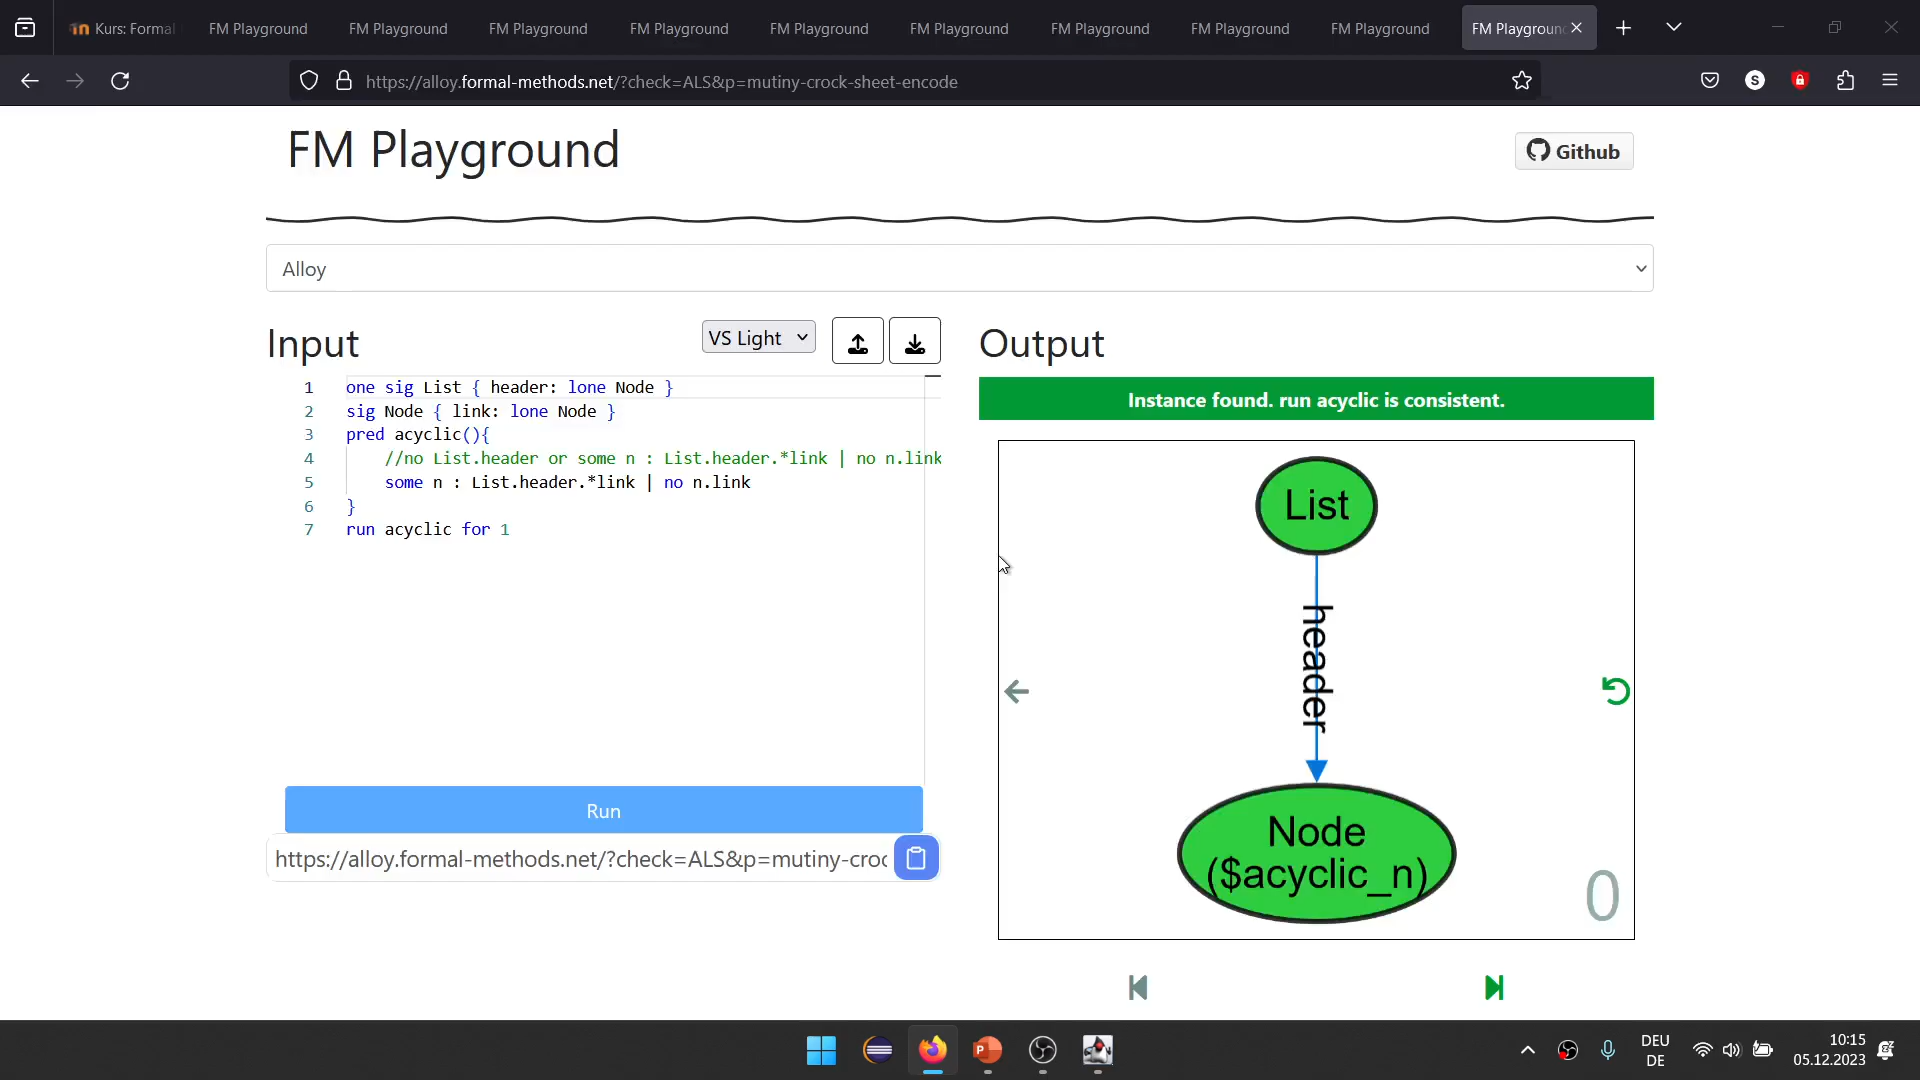 Kurs: Formal
FM Playground
FM Playground
FM Playground
FM Playground
FM Playground
FM Playground
FM Playground
FM Playground
FM Playground
FM Playground
https://alloy.formal-methods.net/?check=ALS&p=mutiny-crock-sheet-encode
S
FM Playground
Github
Alloy
Input
VS Light
1 one sig List { header: lone Node }
2 sig Node { link: lone Node }
3 pred acyclic(){
4 //no List.header or some n : List.header.*link | no n.link
5 some n : List.header.*link | no n.link
6 }
7 run acyclic for 1
Run
https://alloy.formal-methods.net/?check=ALS&p=mutiny-croc
Output
Instance found. run acyclic is consistent.
List
header
Node
($acyclic_n)
0
DEU
DE
10:15
05.12.2023